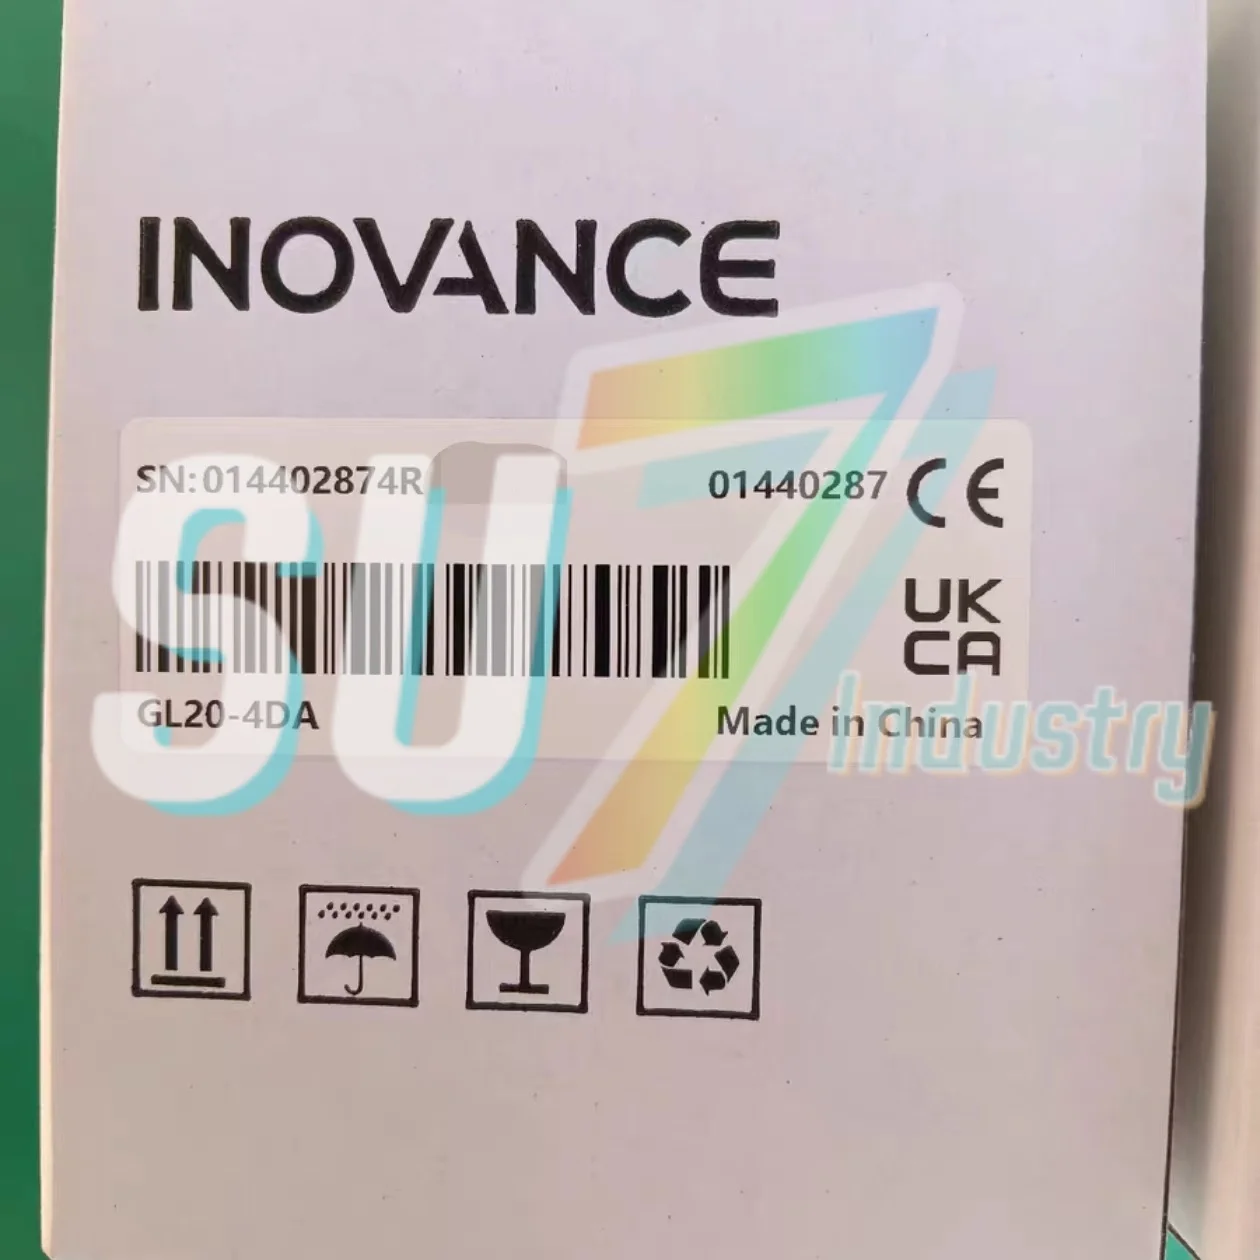 INOVANCE
SN:014402874R
01440287 CE
UK
CA
GL20-4DA
Made in China
SU7
Industry